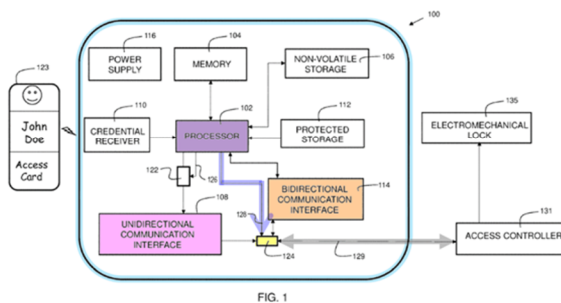 100
116
POWER
SUPPLY
104
MEMORY
NON-VOLATILE
STORAGE
106
123
John
Doe
Access
Card
110
CREDENTIAL
RECEIVER
102
PROCESSOR
112
PROTECTED
STORAGE
135
ELECTROMECHANICAL
LOCK
122
126
108
UNIDIRECTIONAL
COMMUNICATION
INTERFACE
128
BIDIRECTIONAL
COMMUNICATION
INTERFACE
114
124
129
131
ACCESS CONTROLLER
FIG. 1